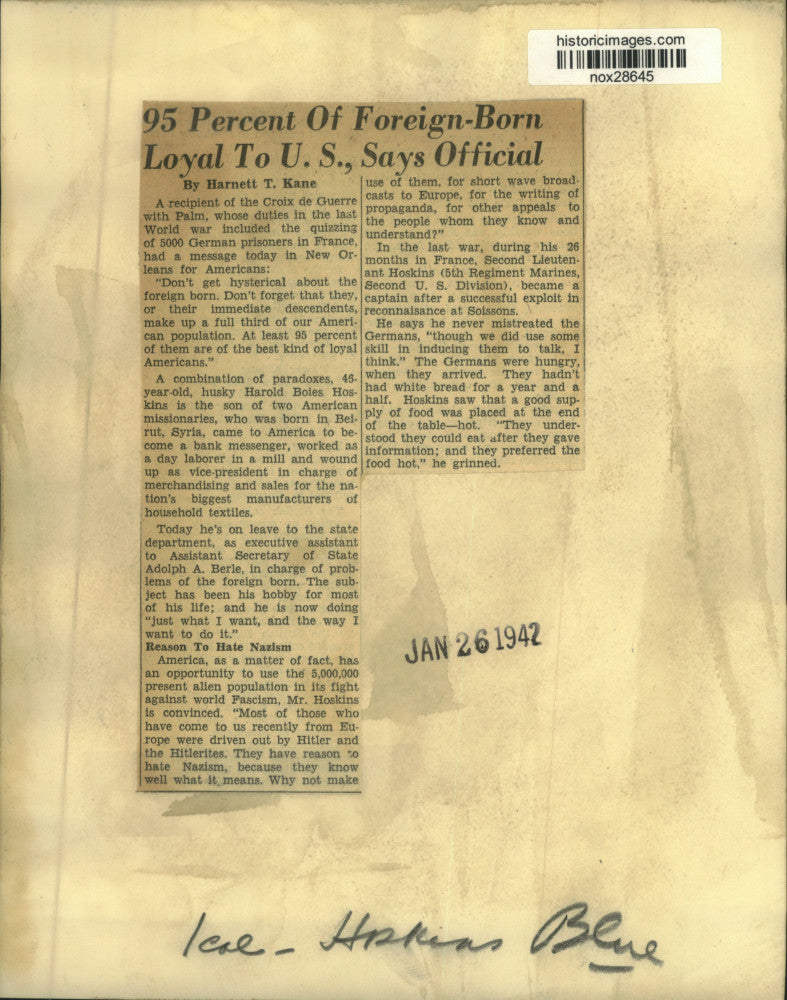 historicimages.com
nox28645
95 Percent Of Foreign-Born
Loyal To U. S., Says Official
By Harnett T. Kane
A recipient of the Croix de Guerre
with Palm, whose duties in the last
World war included the quizzing
of 5000 German prisoners in France,
had a message today in New Or-
leans for Americans:
"Don't get hysterical about the
foreign born. Don't forget that they,
or their immediate descendents,
make up a full third of our Ameri-
can population. At least 95 percent
of them are of the best kind of loyal
Americans."
A combination of paradoxes, 46-
year-old, husky Harold Boies Hos-
kins is the son of two American
missionaries, who was born in Bei-
rut, Syria, came to America to be-
come a bank messenger, worked as
a day laborer in a mill and wound
up as vice-president in charge of
merchandising and sales for the na-
tion's biggest manufacturers of
household textiles.
Today he's on leave to the state
department, as executive assistant
to Assistant Secretary of State
Adolph A. Berle, in charge of prob-
lems of the foreign born. The sub-
ject has been his hobby for most
of his life; and he is now doing
"just what I want, and the way I
want to do it."
Reason To Hate Nazism
America, as a matter of fact, has
an opportunity to use the 5,000,000
present alien population in its fight
against world Fascism, Mr. Hoskins
is convinced. "Most of those who
have come to us recently from Eu-
rope were driven out by Hitler and
the Hitlerites. They have reason to
hate Nazism, because they know
well what it means. Why not make
use of them, for short wave broad-
casts to Europe, for the writing of
propaganda, for other appeals to
the people whom they know and
understand?"
In the last war, during his 26
months in France, Second Lieuten-
ant Hoskins (5th Regiment Marines,
Second U. S. Division), became a
captain after a successful exploit in
reconnaisance at Soissons.
He says he never mistreated the
Germans, "though we did use some
skill in inducing them to talk, I
think." The Germans were hungry,
when they arrived. They hadn't
had white bread for a year and a
half. Hoskins saw that a good sup-
ply of food was placed at the end
of the table—hot. "They under-
stood they could eat after they gave
information; and they preferred the
food hot," he grinned.
JAN 26 1942
- Hoskins Blue